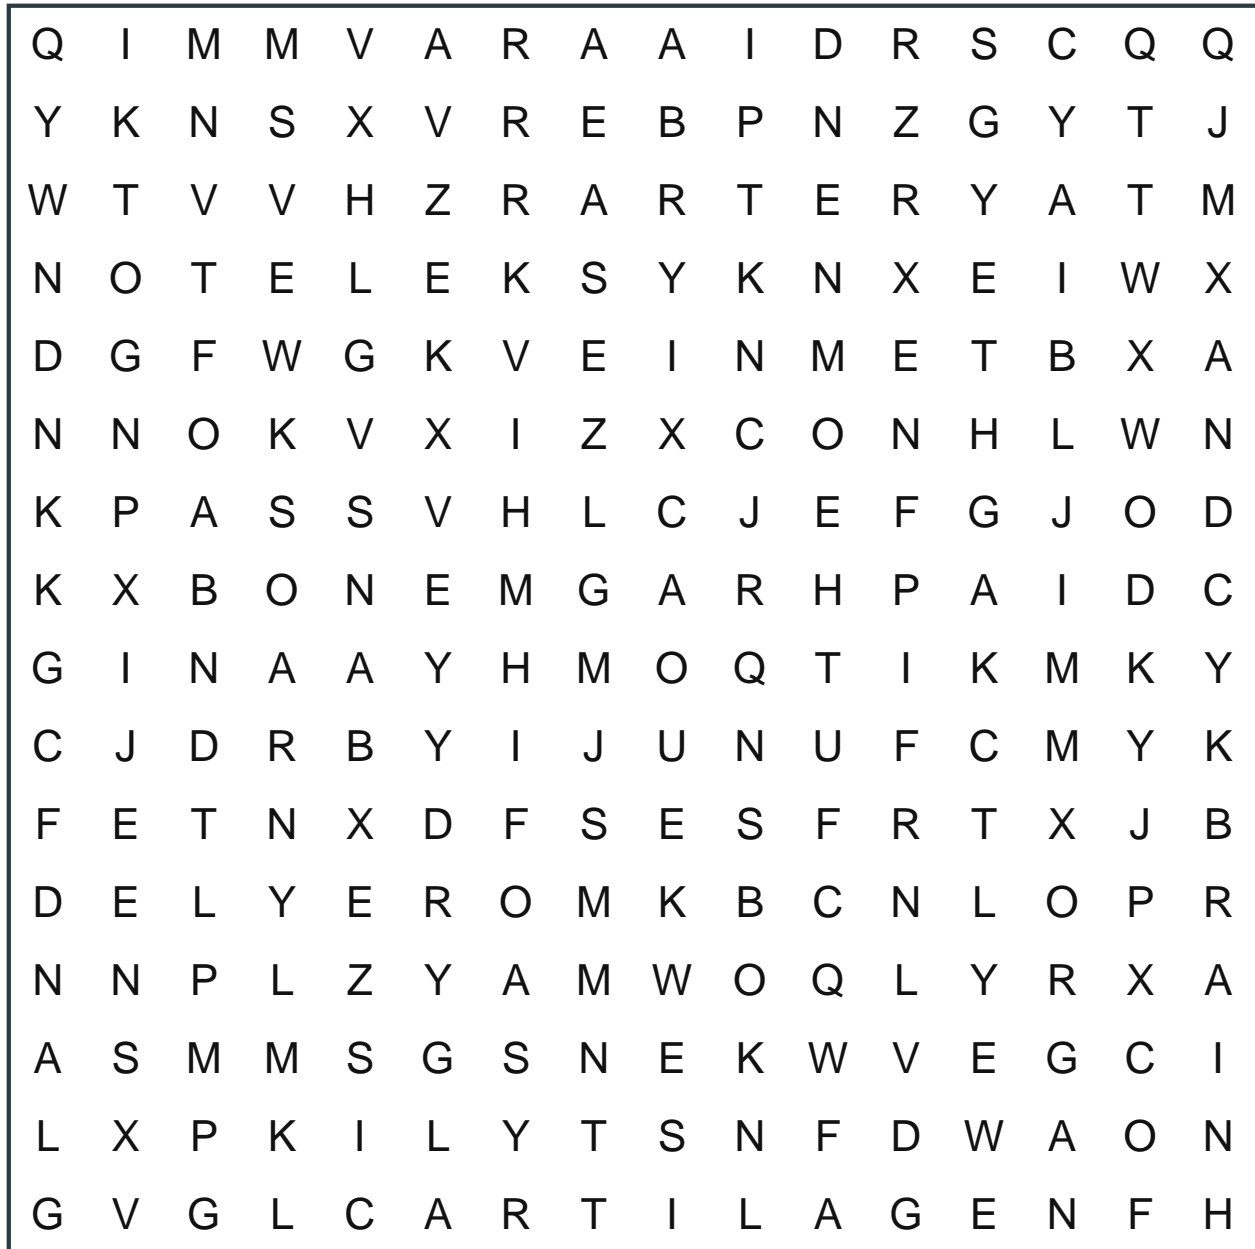 Q I M M V A R A A I D R S C Q Q
Y K N S X V R E B P N Z G Y T J
W T V V H Z R A R T E R Y A T M
N O T E L E K S Y K N X E I W X
D G F W G K V E I N M E T B X A
N N O K V X I Z X C O N H L W N
K P A S S V H L C J E F G J O D
K X B O N E M G A R H P A I D C
G I N A A Y H M O Q T I K M K Y
C J D R B Y I J U N U F C M Y K
F E T N X D F S E S F R T X J B
D E L Y E R O M K B C N L O P R
N N P L Z Y A M W O Q L Y R X A
A S M M S G S N E K W V E G C I
L X P K I L Y T S N F D W A O N
G V G L C A R T I L A G E N F H